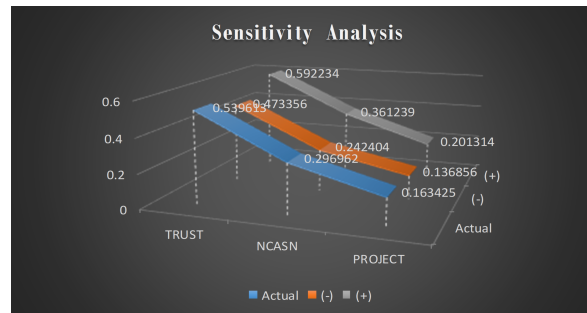 Sensitivity Analysis
0.592234
0.539613
0.473356
0.361239
0.242404
0.201314
0.296962
0.136856
0.163425
0.6
0.4
0.2
0
TRUST
NCASN
PROJECT
(+)
(-)
Actual
Actual (-) (+)